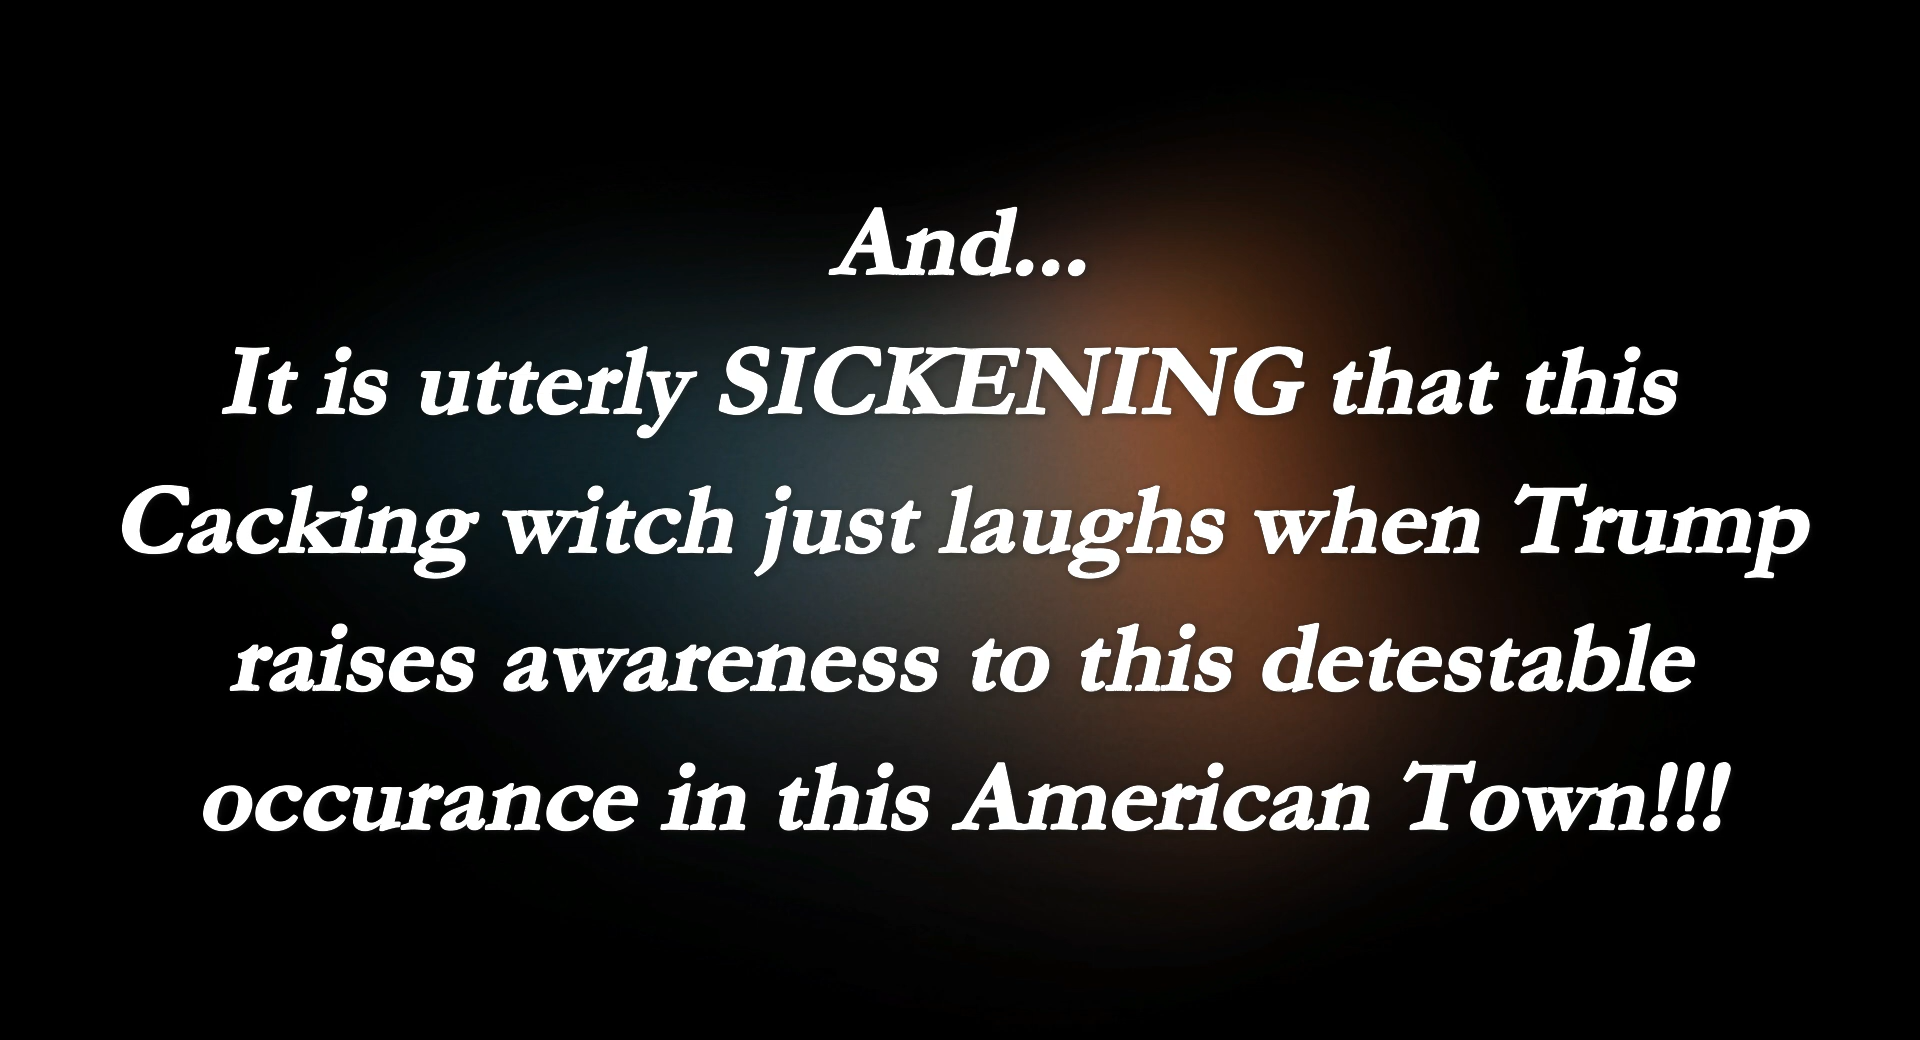 And...
It is utterly SICKENING that this
Cacking witch just laughs when Trump
raises awareness to this detestable
occurance in this American Town!!!